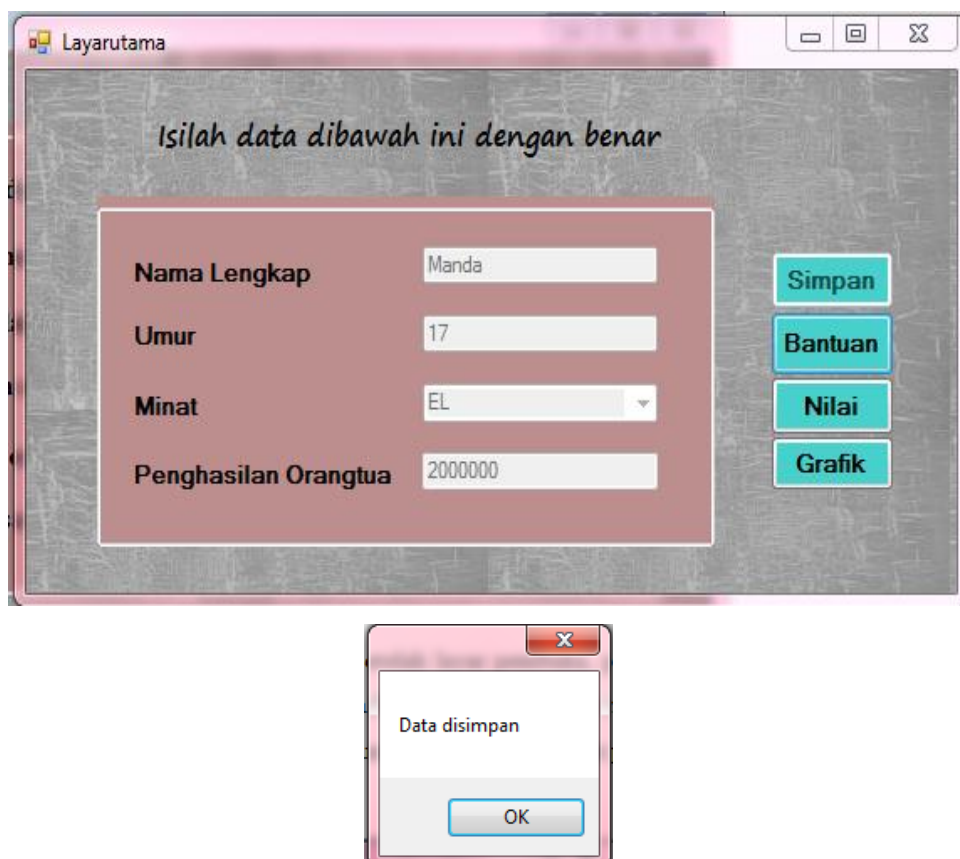 Layarutama
Isilah data dibawah ini dengan benar
Nama Lengkap Manda
Umur 17
Minat EL
Penghasilan Orangtua 2000000
Simpan
Bantuan
Nilai
Grafik
Data disimpan
OK